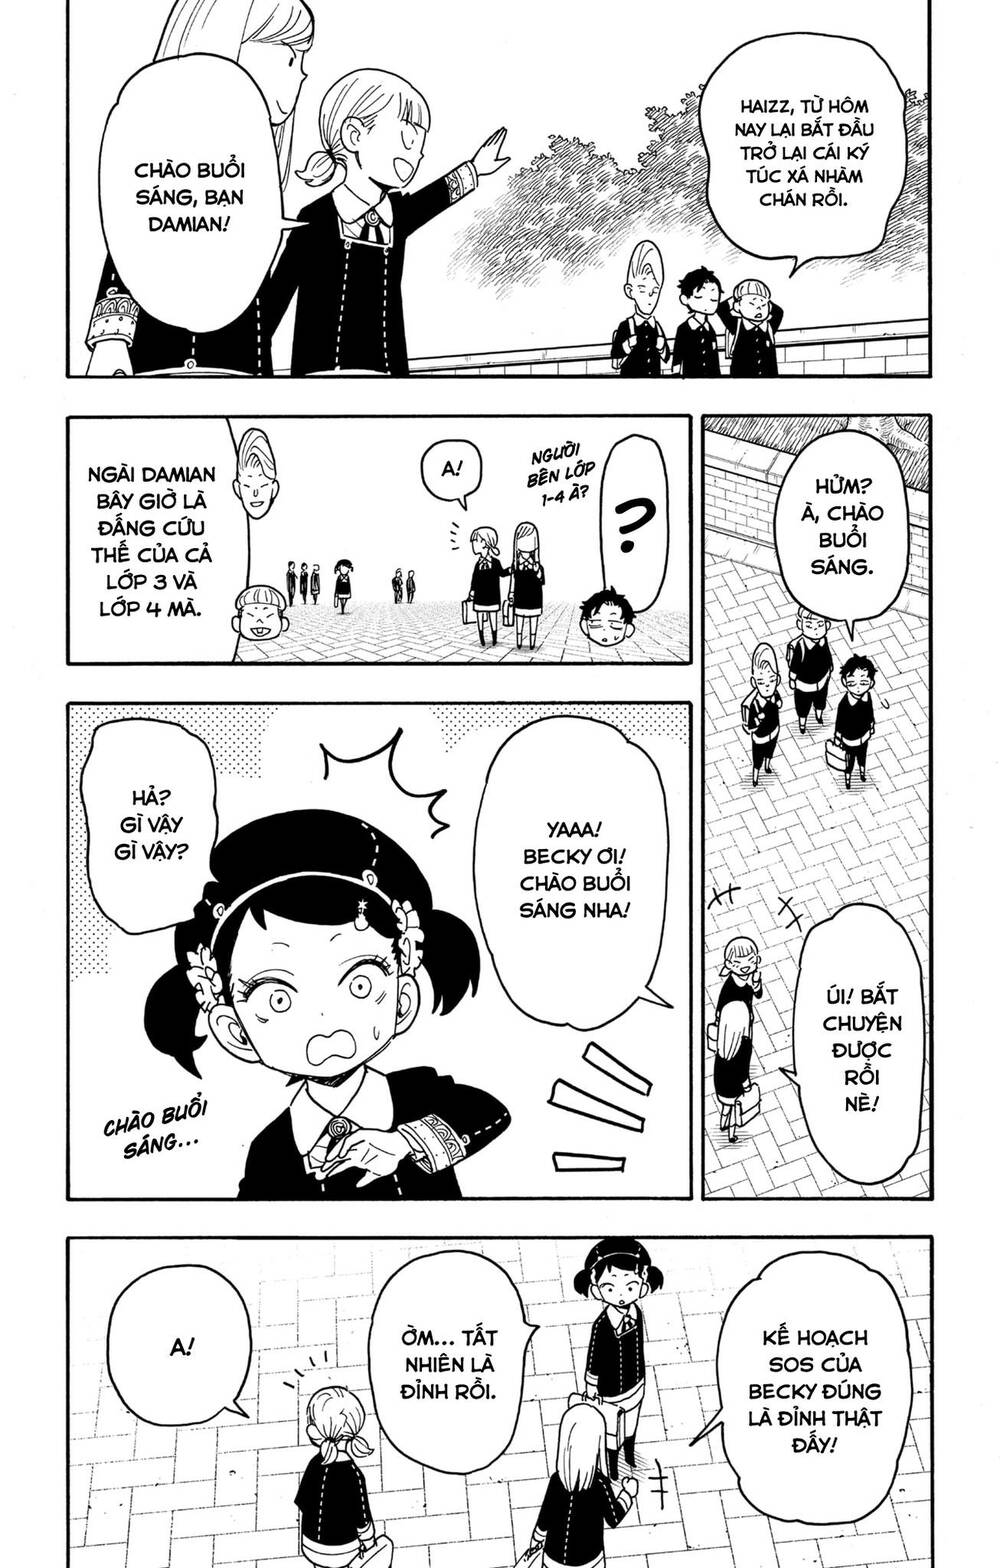 HAIZZ, TỪ HÔM
NAY LẠI BẮT ĐẦU
TRỞ LẠI CÁI KÝ
TÚC XÁ NHÀM
CHÁN RỒI.
CHÀO BUỔI
SÁNG, BẠN
DAMIAN!
HỬM?
À, CHÀO
BUỔI
SÁNG.
ÚI! BẮT
CHUYỆN
ĐƯỢC
RỒI
NÈ!
?
NGƯỜI
BÊN LỚP
1-4 À?
A!
NGÀI DAMIAN
BÂY GIỜ LÀ
ĐẤNG CỨU
THẾ CỦA CẢ
LỚP 3 VÀ
LỚP 4 MÀ.
YAAA!
BECKY ƠI!
CHÀO BUỔI
SÁNG NHA!
HẢ?
GÌ VẬY
GÌ VẬY?
CHÀO BUỔI
SÁNG...
KẾ HOẠCH
SOS CỦA
BECKY ĐÚNG
LÀ ĐỈNH THẬT
ĐẤY!
ỜM... TẤT
NHIÊN LÀ
ĐỈNH RỒI.
A!